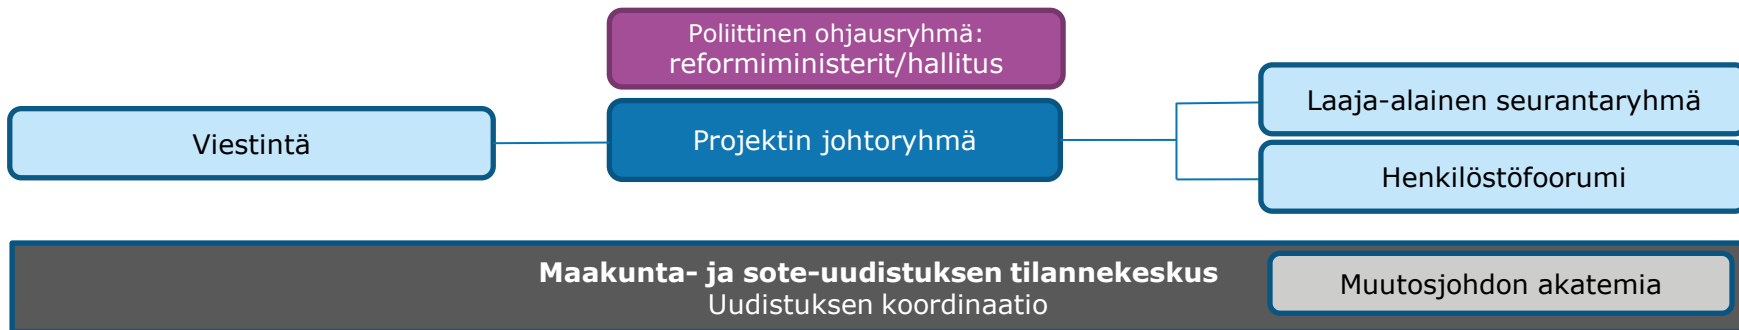 Poliittinen ohjausryhmä:
reformiministerit/hallitus
Viestintä
Projektin johtoryhmä
Laaja-alainen seurantaryhmä
Henkilöstöfoorumi
Maakunta- ja sote-uudistuksen tilannekeskus
Uudistuksen koordinaatio
Muutosjohdon akatemia